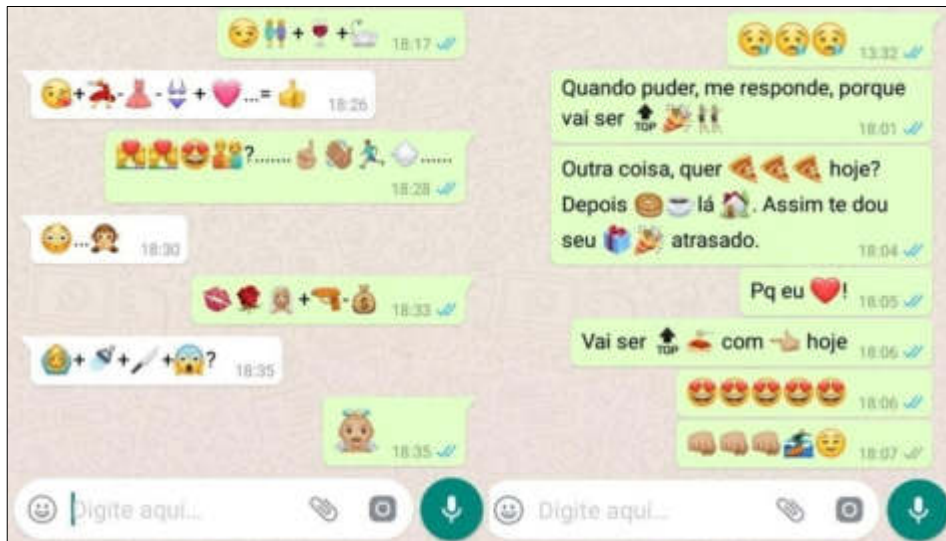 😏👭+🍷+🛁 18:17
😘+💃-👗-👙+💗...=👍 18:26
💑💑😍👫?.......☝🏼👋🏽🏃‍♂️💨......
18:28
😳...🙊 18:30
💋🌹👰🏼+🔫-💰 18:33
👵+🚿+🔪+😱? 18:35
👼🏼 18:35
Digite aqui...
😢😢😢 13:32
Quando puder, me responde, porque
vai ser 🔝🎉👯 18:01
Outra coisa, quer 🍕🍕🍕 hoje?
Depois 🍩☕ lá 🏡. Assim te dou
seu 🎁🎉 atrasado. 18:04
Pq eu ❤️! 18:05
Vai ser 🔝🍝 com 👈🏼 hoje 18:06
😍😍😍😍😍 18:06
👊🏼👊🏼👊🏼🏄😉 18:07
Digite aqui...